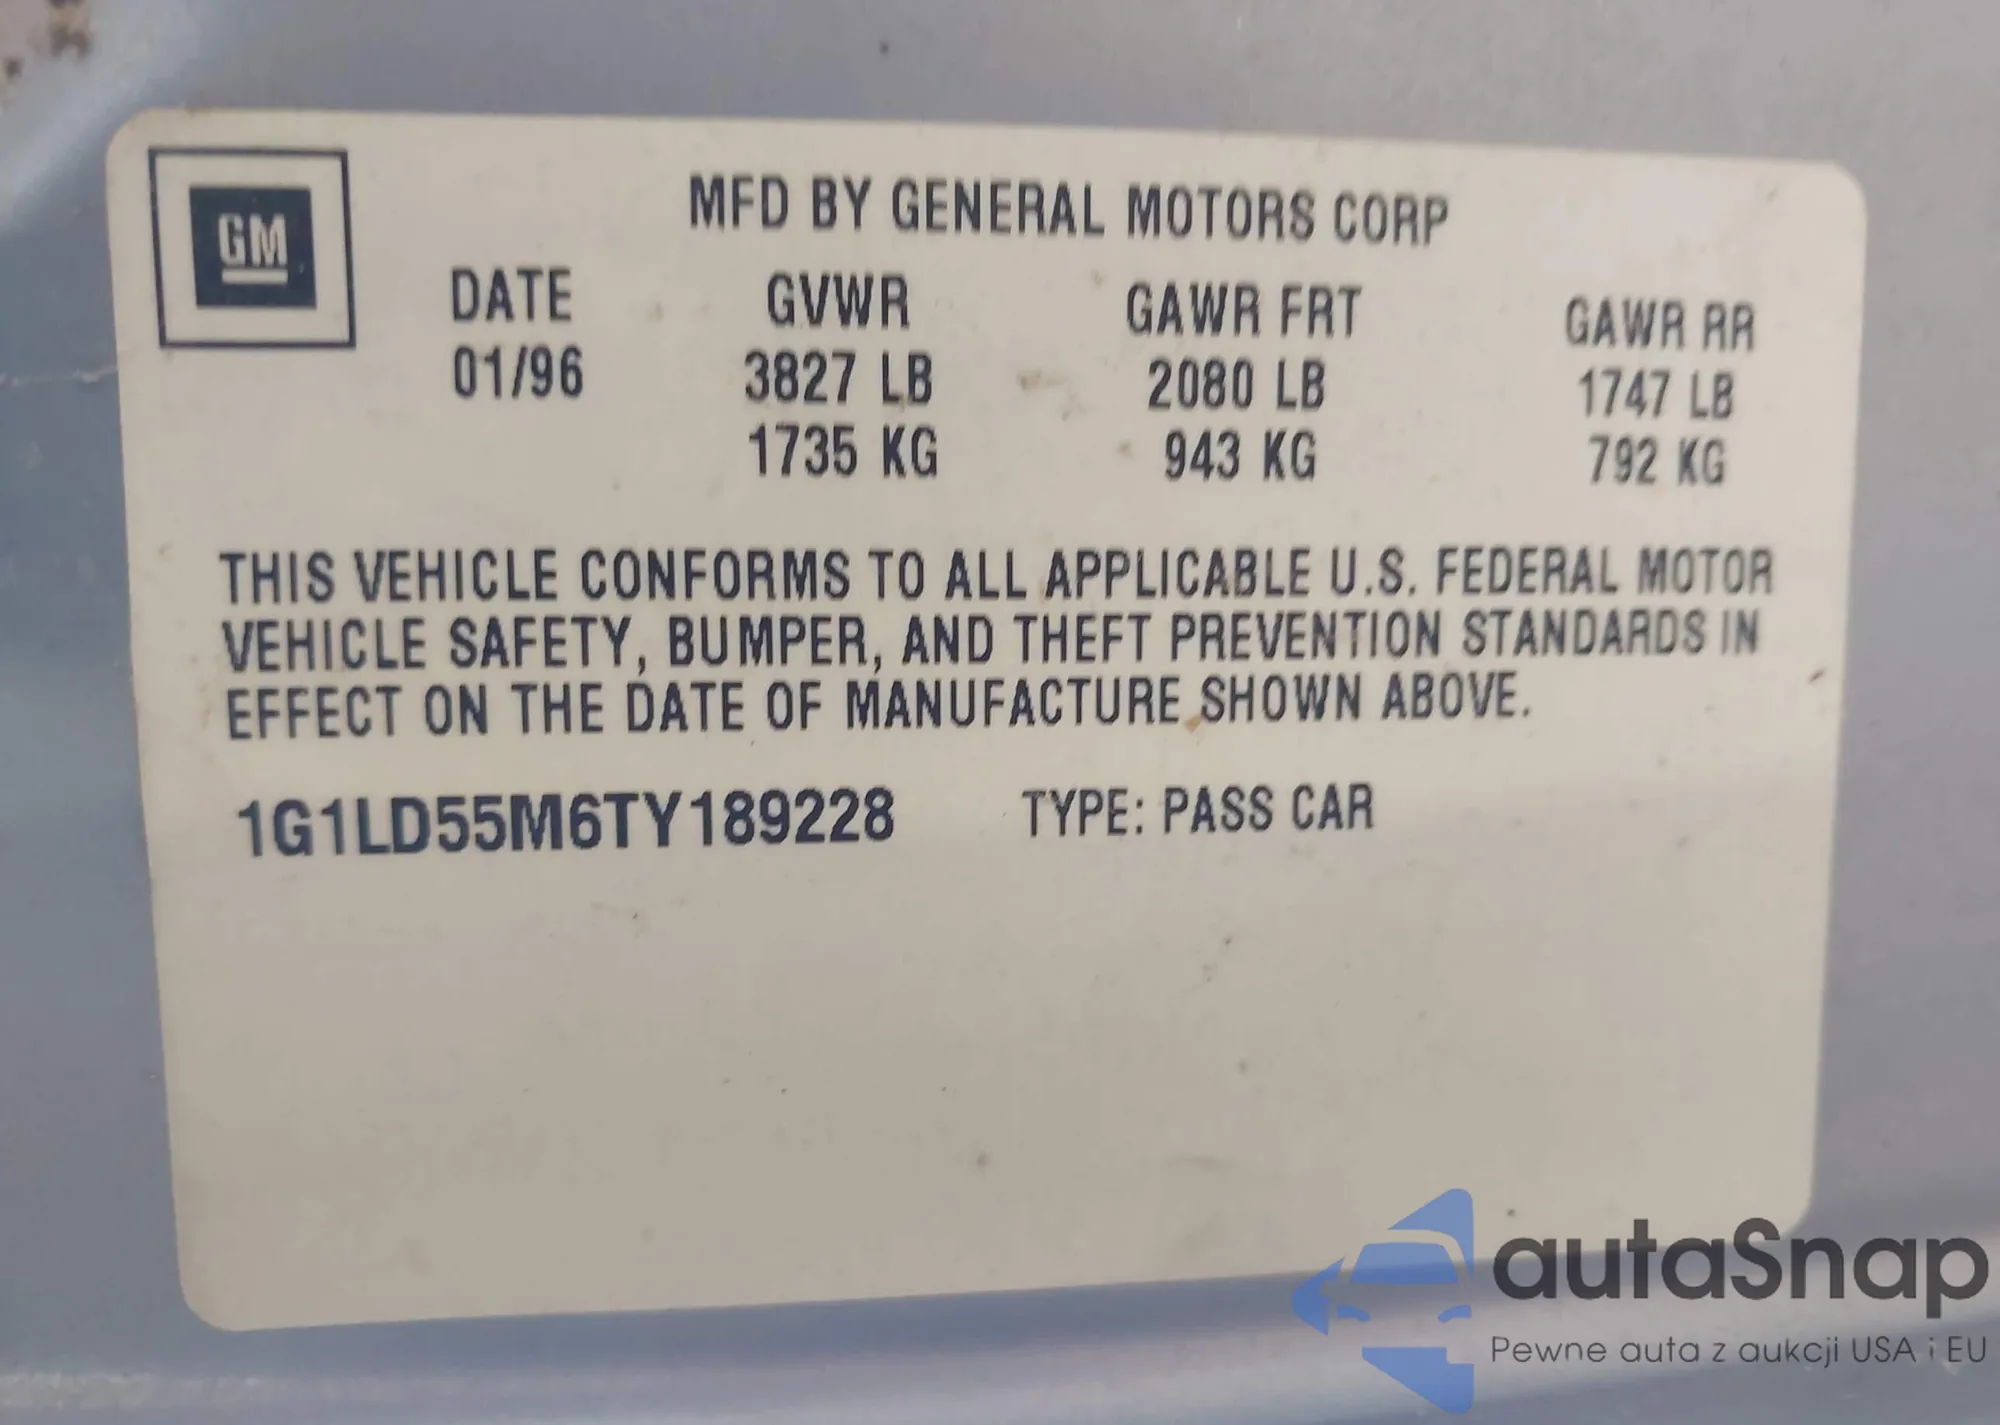 GM
MFD BY GENERAL MOTORS CORP
DATE GVWR GAWR FRT GAWR RR
01/96 3827 LB 2080 LB 1747 LB
1735 KG 943 KG 792 KG
THIS VEHICLE CONFORMS TO ALL APPLICABLE U.S. FEDERAL MOTOR
VEHICLE SAFETY, BUMPER, AND THEFT PREVENTION STANDARDS IN
EFFECT ON THE DATE OF MANUFACTURE SHOWN ABOVE.
1G1LD55M6TY189228 TYPE: PASS CAR
autaSnap
Pewne auta z aukcji USA i EU